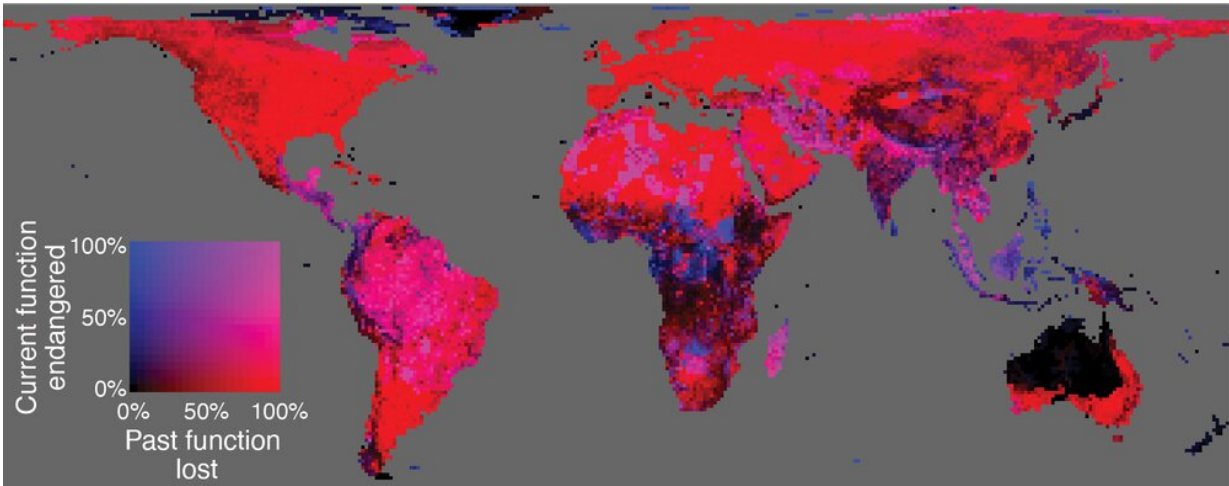 Current function
endangered
100%
50%
0%
0% 50% 100%
Past function
lost